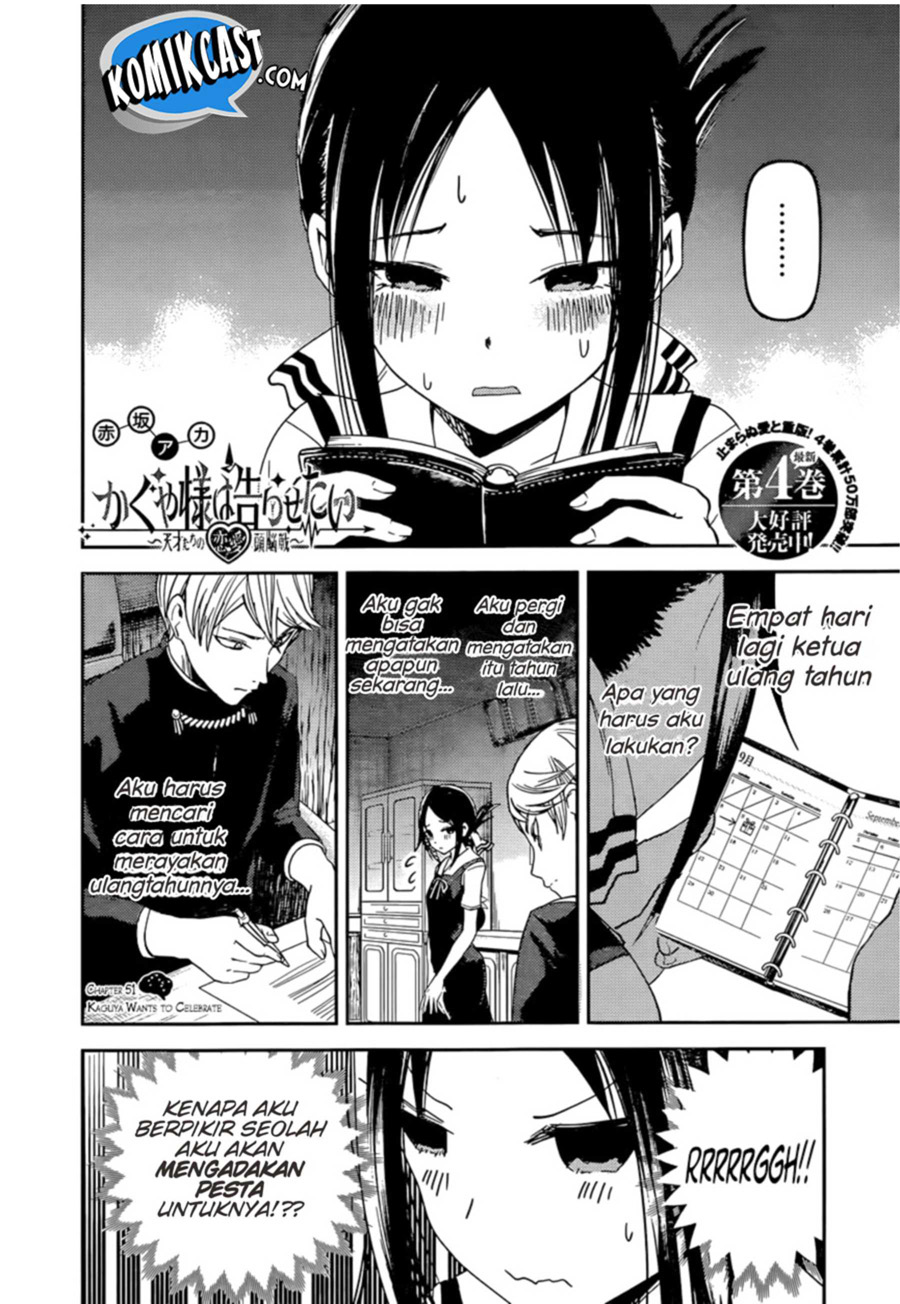 KOMIKCAST
.COM
………
赤坂アカ
かぐや様は告らせたい
〜天才たちの恋愛頭脳戦〜
止まらぬ愛と重版!4巻累計50万部突破!!
最新
第4巻
大好評
発売中!
Empat hari
lagi ketua
ulang tahun
Apa yang
harus aku
lakukan?
9月
September
Aku pergi
dan
mengatakan
itu tahun
lalu...
Aku gak
bisa
mengatakan
apapun
sekarang...
Aku harus
mencari
cara untuk
merayakan
ulangtahunnya...
CHAPTER 51
KAGUYA WANTS TO CELEBRATE
RRRRRGGH!!
KENAPA AKU
BERPIKIR SEOLAH
AKU AKAN
MENGADAKAN
PESTA
UNTUKNYA!??